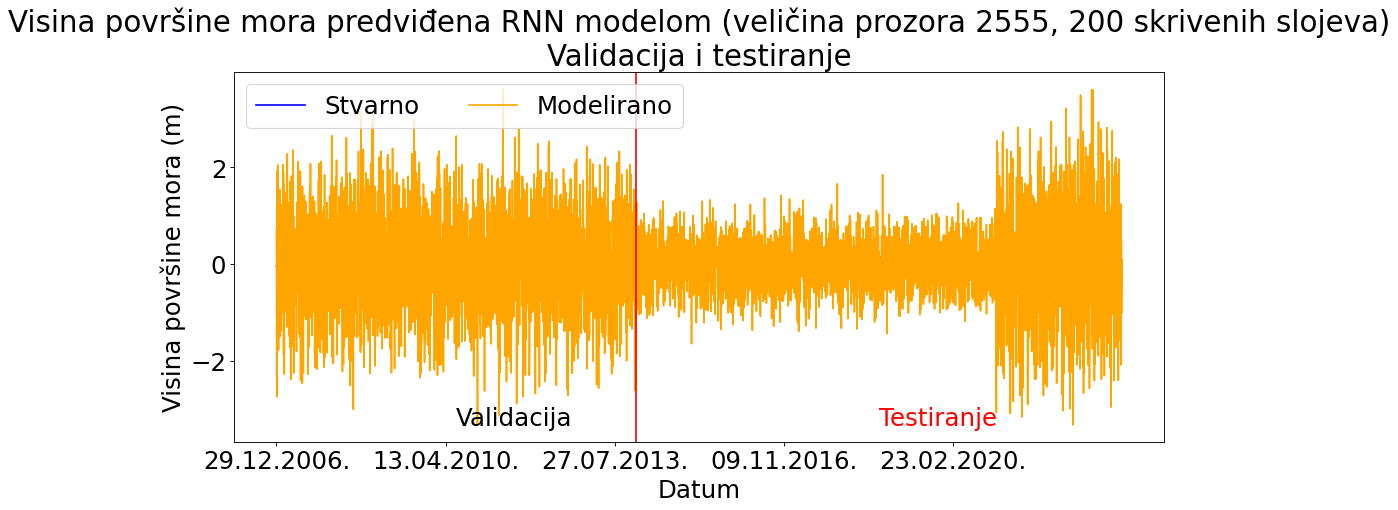 Visina površine mora predviđena RNN modelom (veličina prozora 2555, 200 skrivenih slojeva)
Validacija i testiranje
Stvarno Modelirano
Visina površine mora (m)
2
0
−2
Validacija Testiranje
29.12.2006. 13.04.2010. 27.07.2013. 09.11.2016. 23.02.2020.
Datum